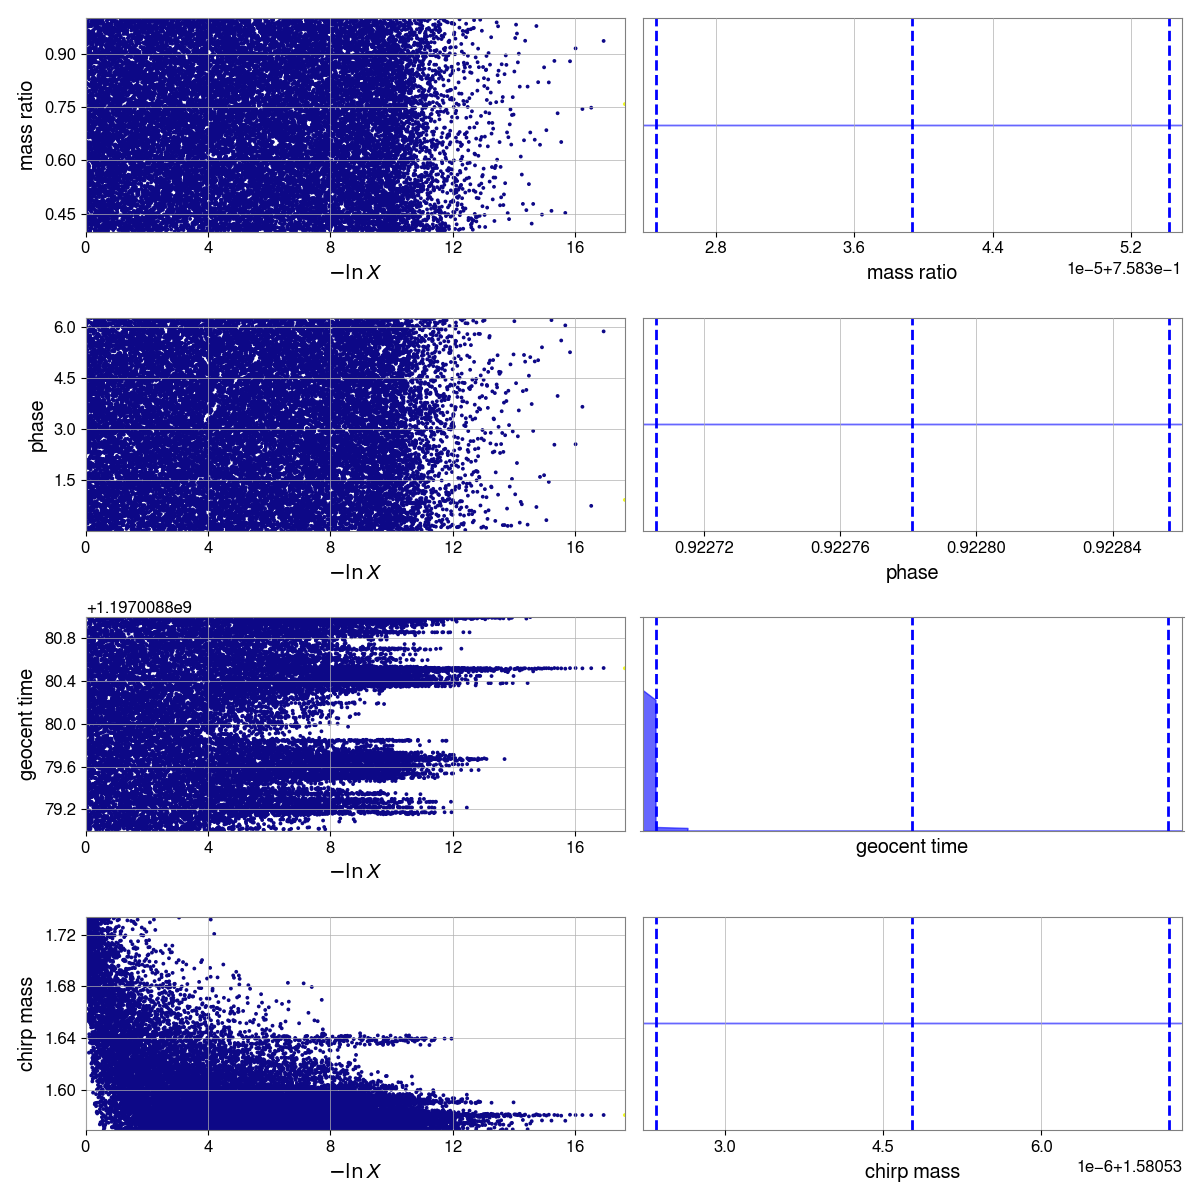 0.90
0.75
0.60
0.45
mass ratio
0 4 8 12 16
−ln X
2.8 3.6 4.4 5.2
mass ratio
1e−5+7.583e−1
6.0
4.5
3.0
1.5
phase
0 4 8 12 16
−ln X
0.92272 0.92276 0.92280 0.92284
phase
+1.1970088e9
80.8
80.4
80.0
79.6
79.2
geocent time
0 4 8 12 16
−ln X
geocent time
1.72
1.68
1.64
1.60
chirp mass
0 4 8 12 16
−ln X
3.0 4.5 6.0
1e−6+1.58053
chirp mass